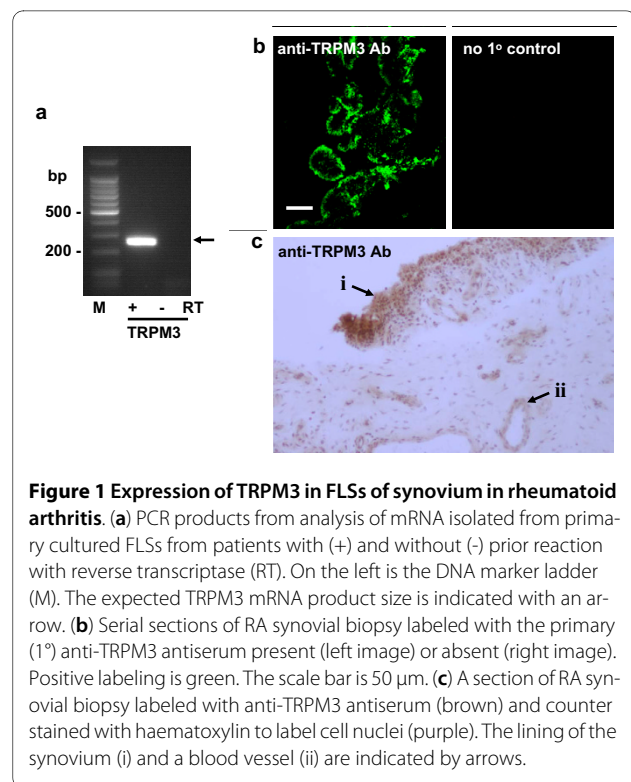 b
anti-TRPM3 Ab
no 1º control
a
bp
500 -
200 -
M + - RT
TRPM3
c
anti-TRPM3 Ab
i
ii
Figure 1 Expression of TRPM3 in FLSs of synovium in rheumatoid
arthritis. (a) PCR products from analysis of mRNA isolated from prima-
ry cultured FLSs from patients with (+) and without (-) prior reaction
with reverse transcriptase (RT). On the left is the DNA marker ladder
(M). The expected TRPM3 mRNA product size is indicated with an ar-
row. (b) Serial sections of RA synovial biopsy labeled with the primary
(1°) anti-TRPM3 antiserum present (left image) or absent (right image).
Positive labeling is green. The scale bar is 50 μm. (c) A section of RA syn-
ovial biopsy labeled with anti-TRPM3 antiserum (brown) and counter
stained with haematoxylin to label cell nuclei (purple). The lining of the
synovium (i) and a blood vessel (ii) are indicated by arrows.